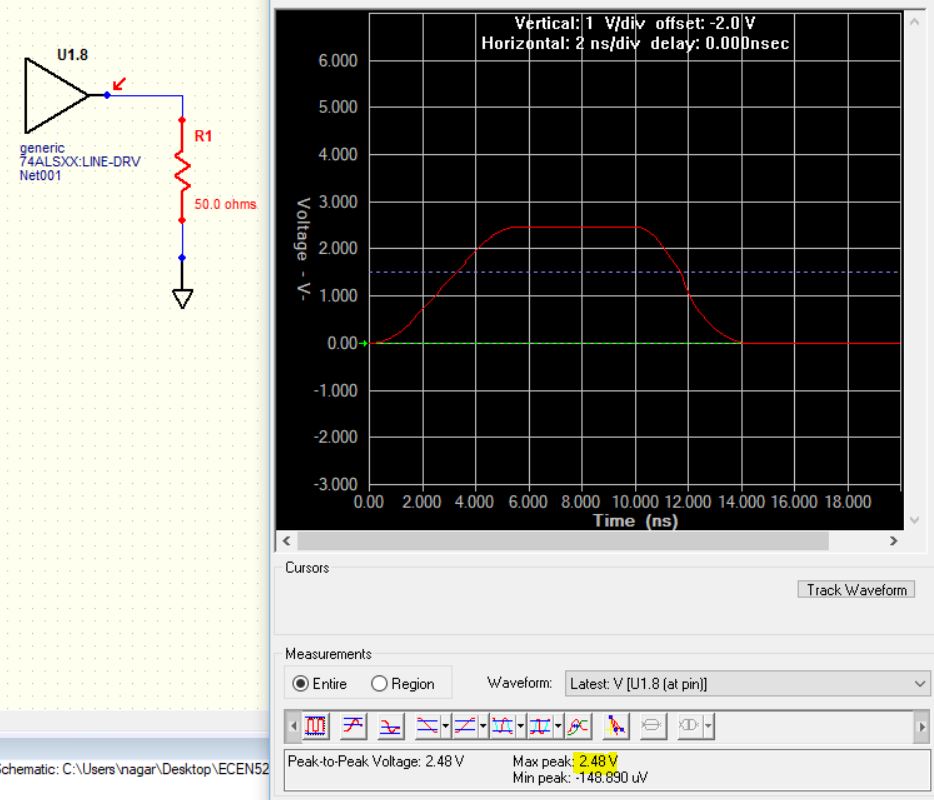 U1.8
generic
74ALSXX:LINE-DRV
Net001
R1
50.0 ohms
Vertical: 1 V/div offset: -2.0 V
Horizontal: 2 ns/div delay: 0.000nsec
6.000
5.000
4.000
3.000
2.000
1.000
0.00
-1.000
-2.000
-3.000
Voltage - V-
0.00 2.000 4.000 6.000 8.000 10.000 12.000 14.000 16.000 18.000
Time (ns)
Cursors
Track Waveform
Measurements
Entire Region Waveform: Latest: V [U1.8 (at pin)]
Peak-to-Peak Voltage: 2.48 V Max peak: 2.48 V
Min peak: -148.890 uV
Schematic: C:\Users\nagar\Desktop\ECEN52